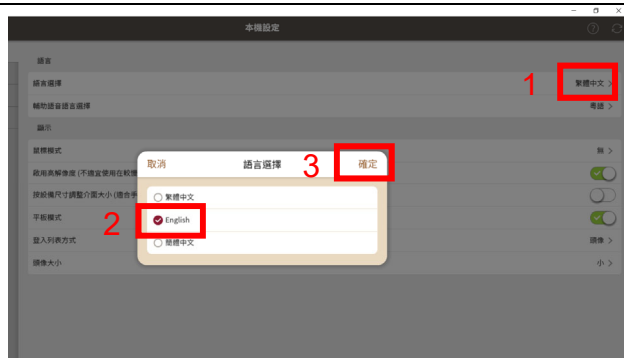 本機設定
語言
語言選擇
1
繁體中文 >
輔助語音語言選擇
粵語 >
顯示
鼠標模式
無 >
取消
語言選擇
3
確定
啟用高解像度 (不適宜使用在較慢
繁體中文
按設備尺寸調整介面大小 (適合手
2
English
平板模式
簡體中文
登入列表方式
頭像 >
頭像大小
小 >